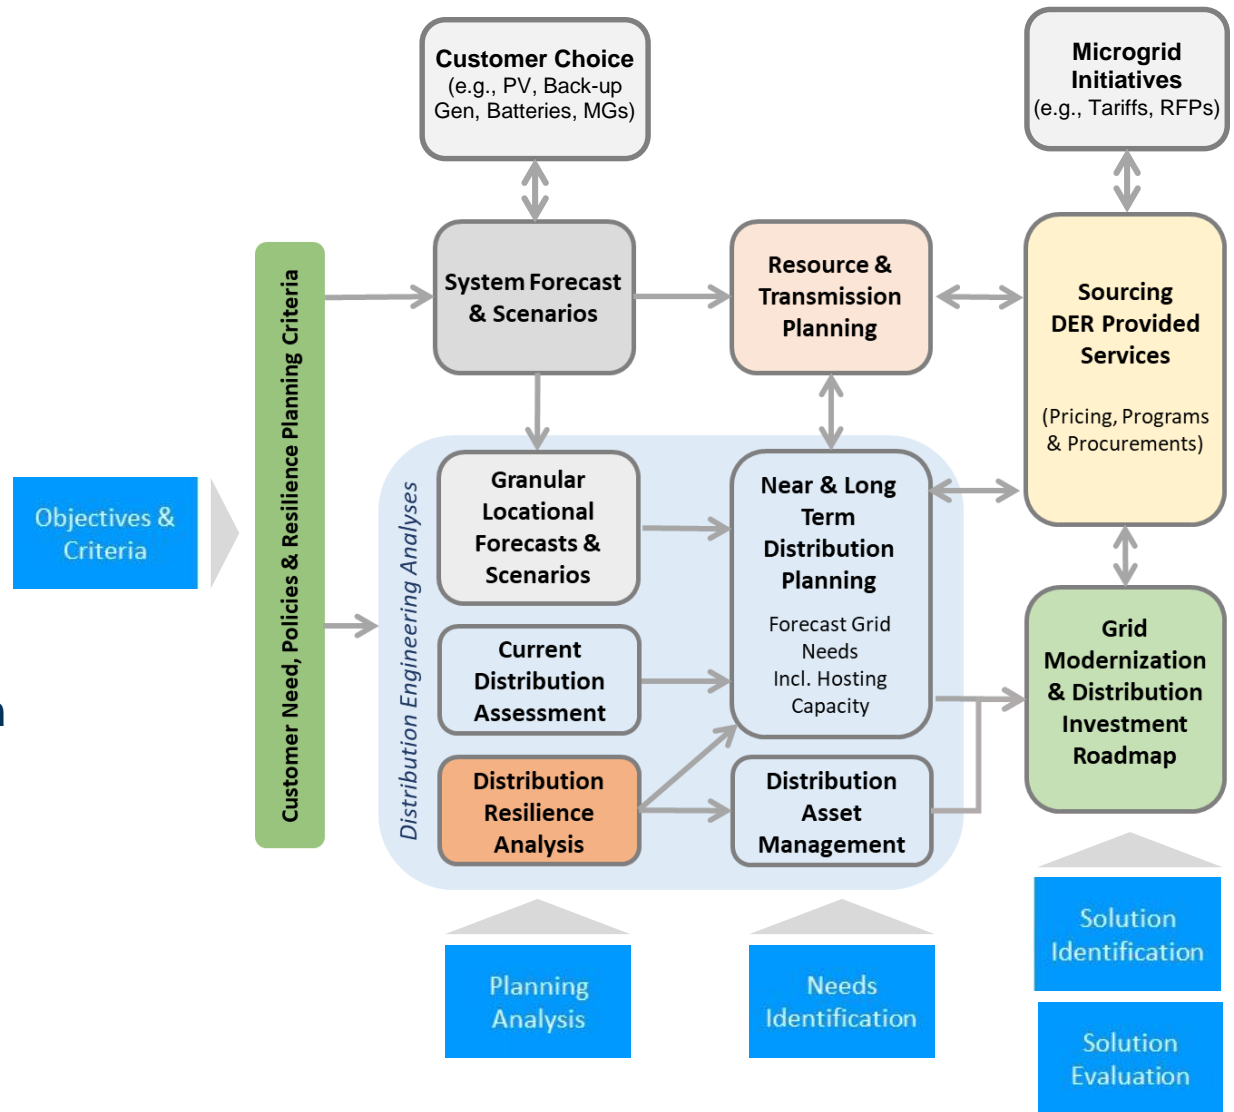 Customer Choice
(e.g., PV, Back-up
Gen, Batteries, MGs)
Microgrid
Initiatives
(e.g., Tariffs, RFPs)
Customer Need, Policies & Resilience Planning Criteria
System Forecast
& Scenarios
Resource &
Transmission
Planning
Sourcing
DER Provided
Services
(Pricing, Programs
& Procurements)
Objectives &
Criteria
Distribution Engineering Analyses
Granular
Locational
Forecasts &
Scenarios
Near & Long
Term
Distribution
Planning
Forecast Grid
Needs
Incl. Hosting
Capacity
Current
Distribution
Assessment
Grid
Modernization
& Distribution
Investment
Roadmap
Distribution
Resilience
Analysis
Distribution
Asset
Management
Planning
Analysis
Needs
Identification
Solution
Identification
Solution
Evaluation